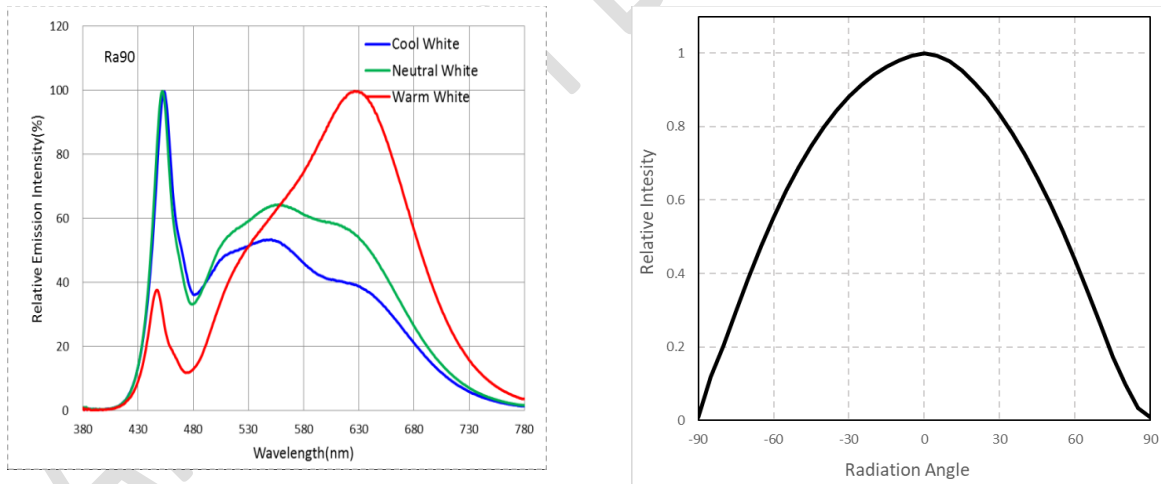 120
Ra90
Cool White
Neutral White
Warm White
100
80
60
40
20
0
Relative Emission Intensity(%)
380 430 480 530 580 630 680 730 780
Wavelength(nm)
1
0.8
0.6
0.4
0.2
0
Relative Intesity
-90 -60 -30 0 30 60 90
Radiation Angle